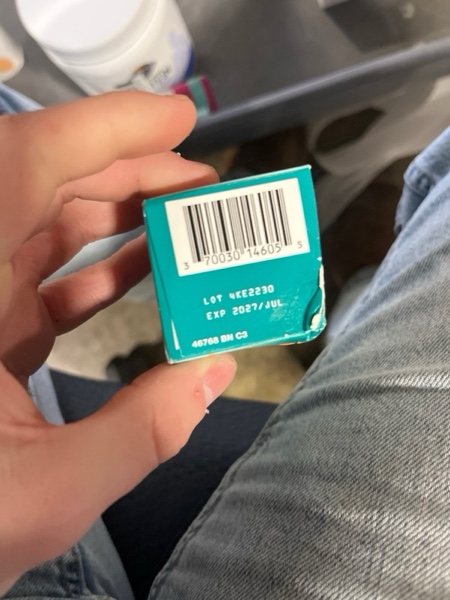 3 70030 14605 5
LOT 4KE2230
EXP 2027/JUL
46768 BN C3